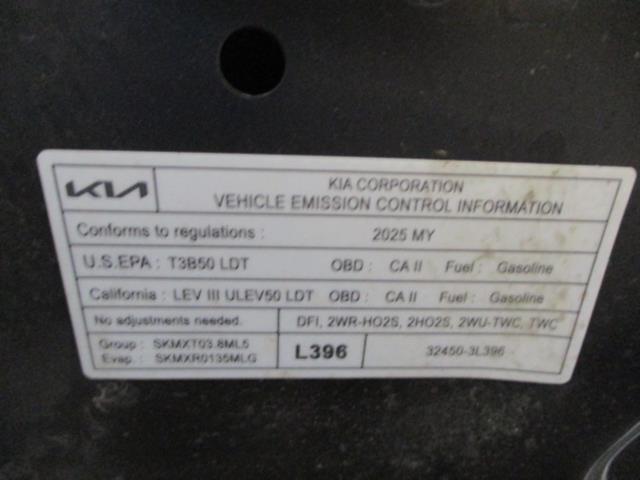 KIA
KIA CORPORATION
VEHICLE EMISSION CONTROL INFORMATION
Conforms to regulations : 2025 MY
U.S.EPA : T3B50 LDT OBD : CA II Fuel : Gasoline
California : LEV III ULEV50 LDT OBD : CA II Fuel : Gasoline
No adjustments needed. DFI, 2WR-HO2S, 2HO2S, 2WU-TWC, TWC
Group : SKMXT03.8ML5
Evap. : SKMXR0135MLG
L396
32450-3L396